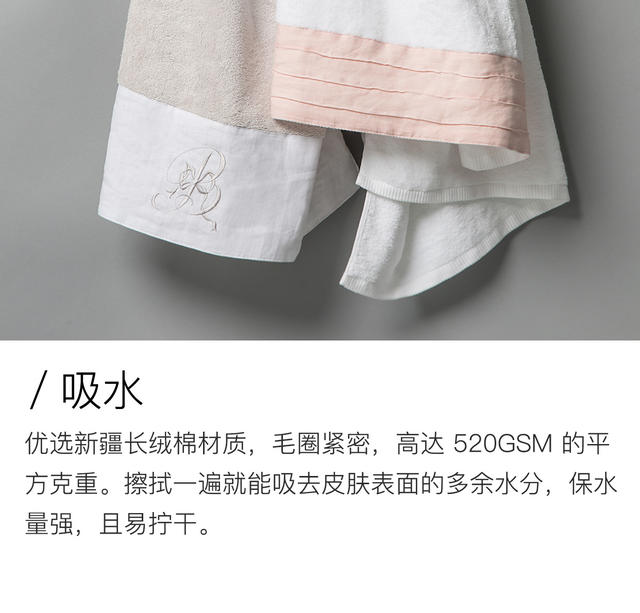 / 吸水
优选新疆长绒棉材质，毛圈紧密，高达 520GSM 的平
方克重。擦拭一遍就能吸去皮肤表面的多余水分，保水
量强，且易拧干。